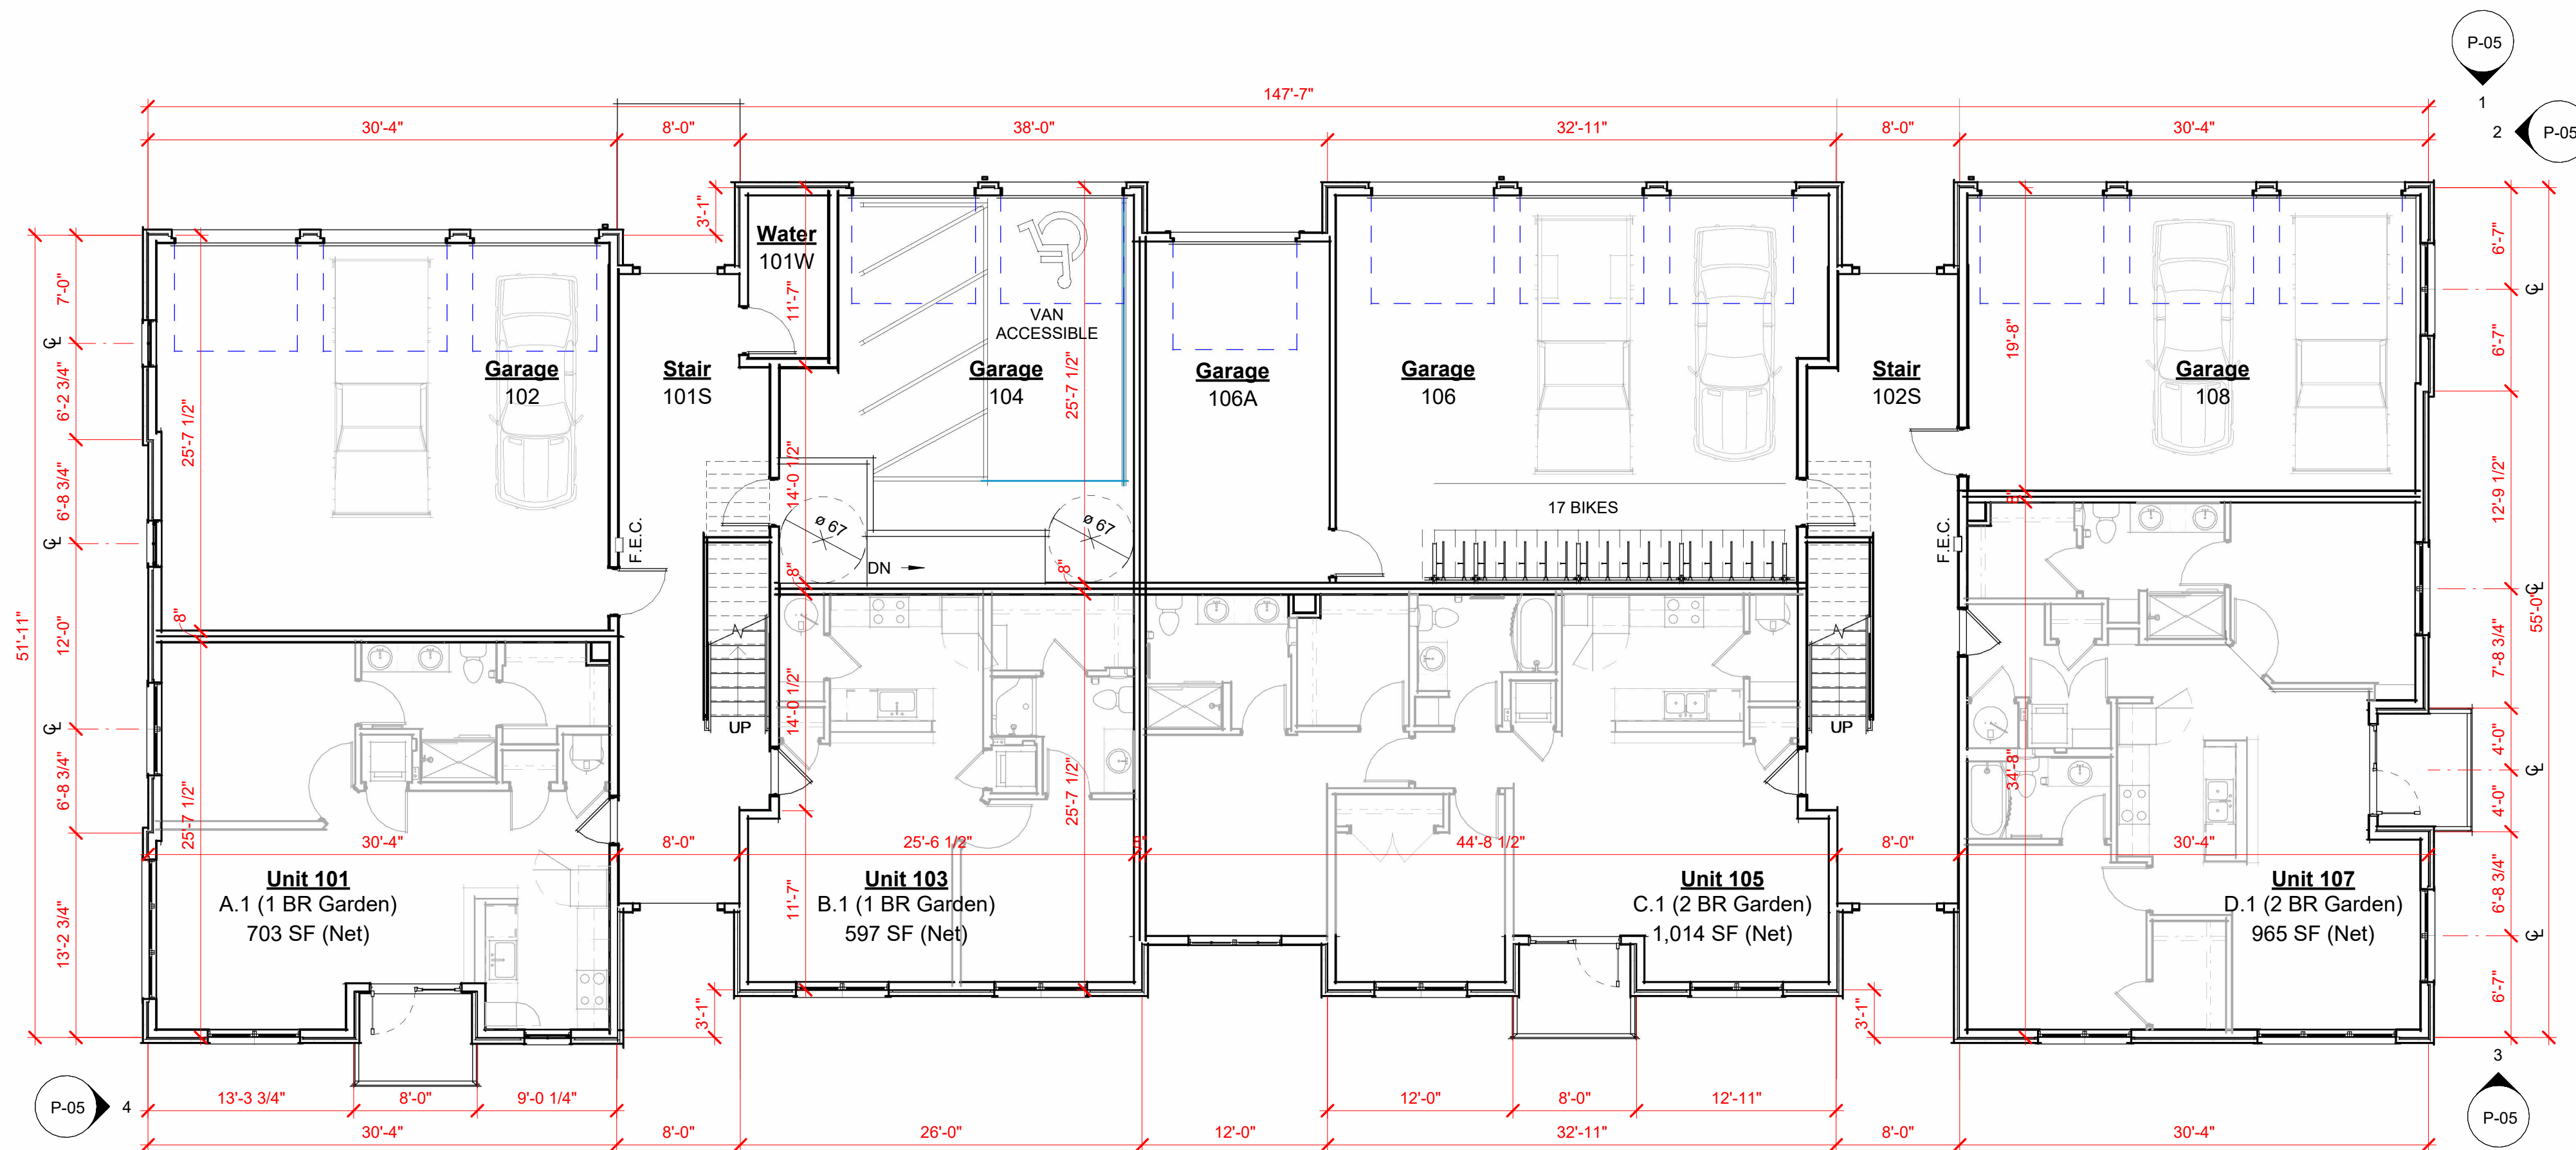 P-05
1
2
P-05
147'-7"
30'-4"
8'-0"
38'-0"
32'-11"
8'-0"
30'-4"
3'-1"
Water
101W
11'-7"
VAN
ACCESSIBLE
Garage
102
Stair
101S
Garage
104
25'-7 1/2"
Garage
106A
Garage
106
Stair
102S
19'-8"
Garage
108
51'-11"
7'-0"
6'-2 3/4"
6'-8 3/4"
12'-0"
6'-8 3/4"
13'-2 3/4"
25'-7 1/2"
8"
25'-7 1/2"
F.E.C.
14'-0 1/2"
ø 67
ø 67
DN
8"
8"
17 BIKES
F.E.C.
8"
6'-7"
6'-7"
12'-9 1/2"
7'-8 3/4"
4'-0"
4'-0"
6'-8 3/4"
6'-7"
55'-0"
UP
14'-0 1/2"
25'-7 1/2"
UP
34'-8"
30'-4"
8'-0"
25'-6 1/2"
8"
44'-8 1/2"
8'-0"
30'-4"
Unit 101
A.1 (1 BR Garden)
703 SF (Net)
11'-7"
Unit 103
B.1 (1 BR Garden)
597 SF (Net)
Unit 105
C.1 (2 BR Garden)
1,014 SF (Net)
Unit 107
D.1 (2 BR Garden)
965 SF (Net)
3'-1"
3'-1"
P-05
4
13'-3 3/4"
8'-0"
9'-0 1/4"
12'-0"
8'-0"
12'-11"
3
P-05
30'-4"
8'-0"
26'-0"
12'-0"
32'-11"
8'-0"
30'-4"